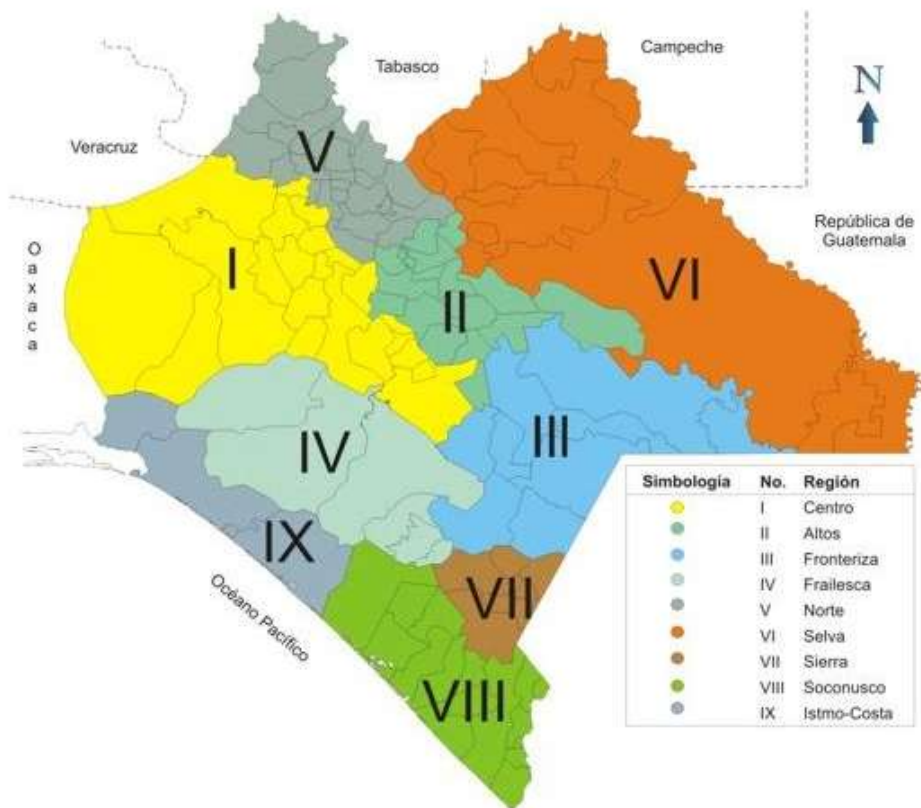 Campeche
Tabasco
N
Veracruz
V
República de
Guatemala
Oaxaca
I
VI
II
III
IV
IX
Océano Pacífico
VII
VIII
Simbología No. Región
I Centro
II Altos
III Fronteriza
IV Frailesca
V Norte
VI Selva
VII Sierra
VIII Soconusco
IX Istmo-Costa